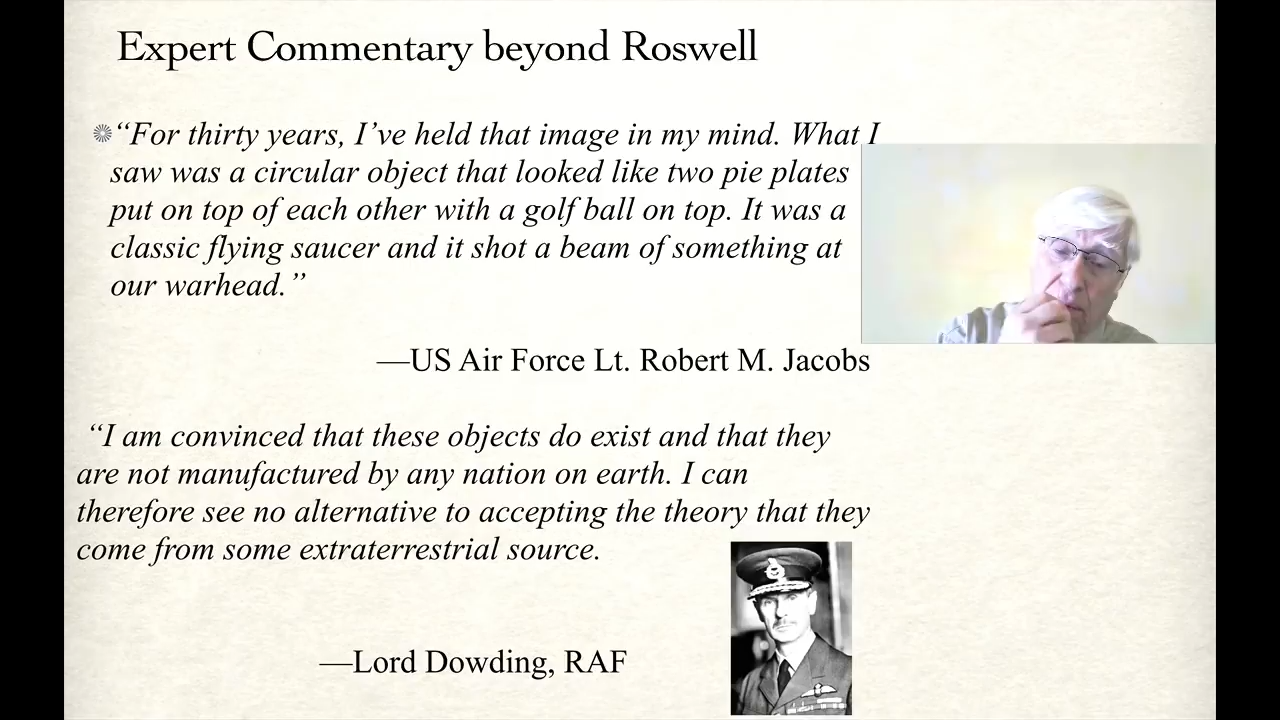 Expert Commentary beyond Roswell
“For thirty years, I’ve held that image in my mind. What I
saw was a circular object that looked like two pie plates
put on top of each other with a golf ball on top. It was a
classic flying saucer and it shot a beam of something at
our warhead.”
—US Air Force Lt. Robert M. Jacobs
“I am convinced that these objects do exist and that they
are not manufactured by any nation on earth. I can
therefore see no alternative to accepting the theory that they
come from some extraterrestrial source.
—Lord Dowding, RAF